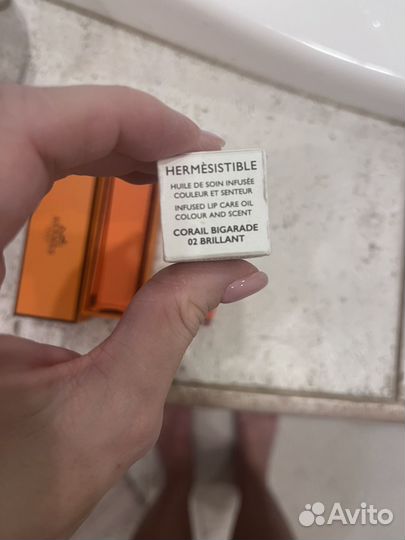 HERMÈSISTIBLE
HUILE DE SOIN INFUSÉE
COULEUR ET SENTEUR
INFUSED LIP CARE OIL
COLOUR AND SCENT
CORAIL BIGARADE
02 BRILLANT
HERMÈS
Avito